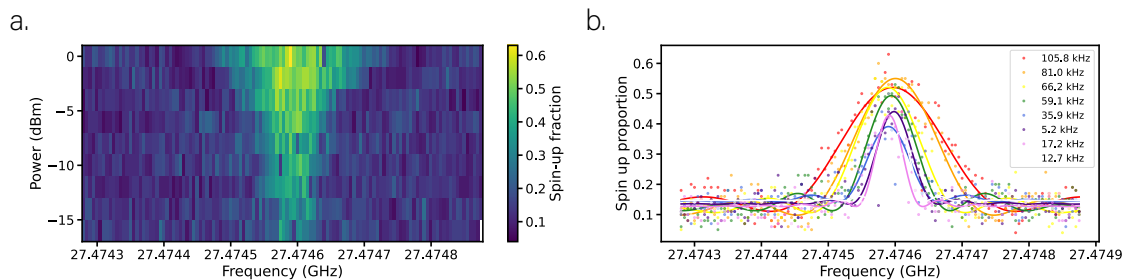 a.
Power (dBm)
0
−5
−10
−15
27.4743 27.4744 27.4745 27.4746 27.4747 27.4748
Frequency (GHz)
0.6
0.5
0.4
0.3
0.2
0.1
Spin-up fraction
b.
Spin up proportion
0.6
0.5
0.4
0.3
0.2
0.1
27.4743 27.4744 27.4745 27.4746 27.4747 27.4748 27.4749
Frequency (GHz)
105.8 kHz
81.0 kHz
66.2 kHz
59.1 kHz
35.9 kHz
5.2 kHz
17.2 kHz
12.7 kHz